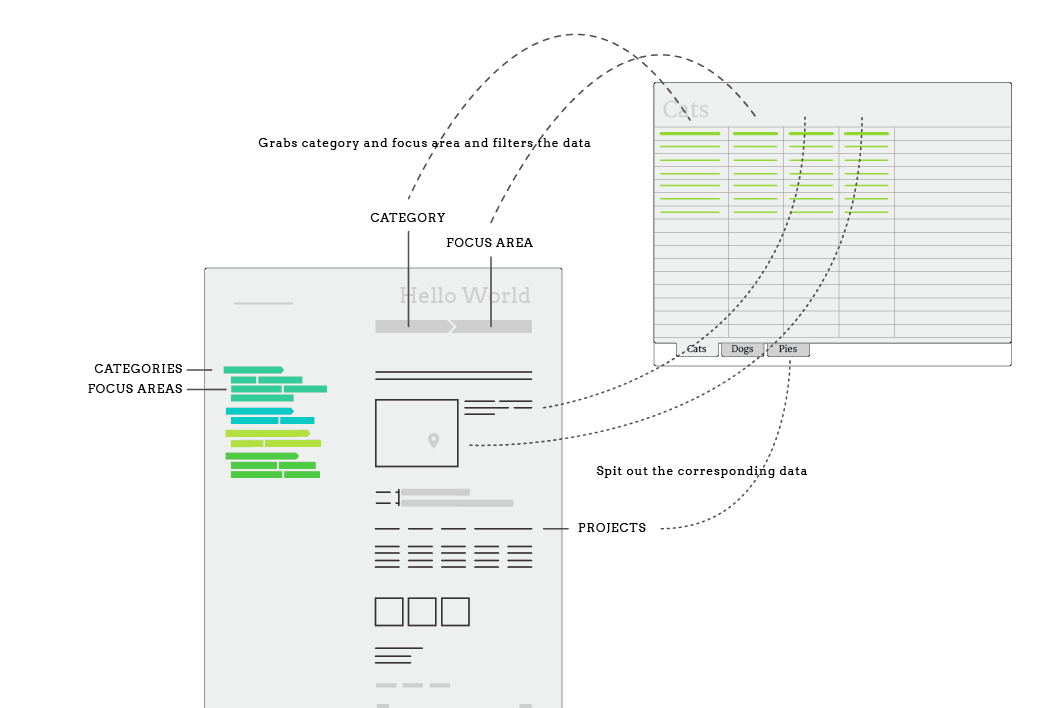 Cats
Grabs category and focus area and filters the data
CATEGORY
FOCUS AREA
Hello World
Cats
Dogs
Pies
CATEGORIES
FOCUS AREAS
Spit out the corresponding data
PROJECTS